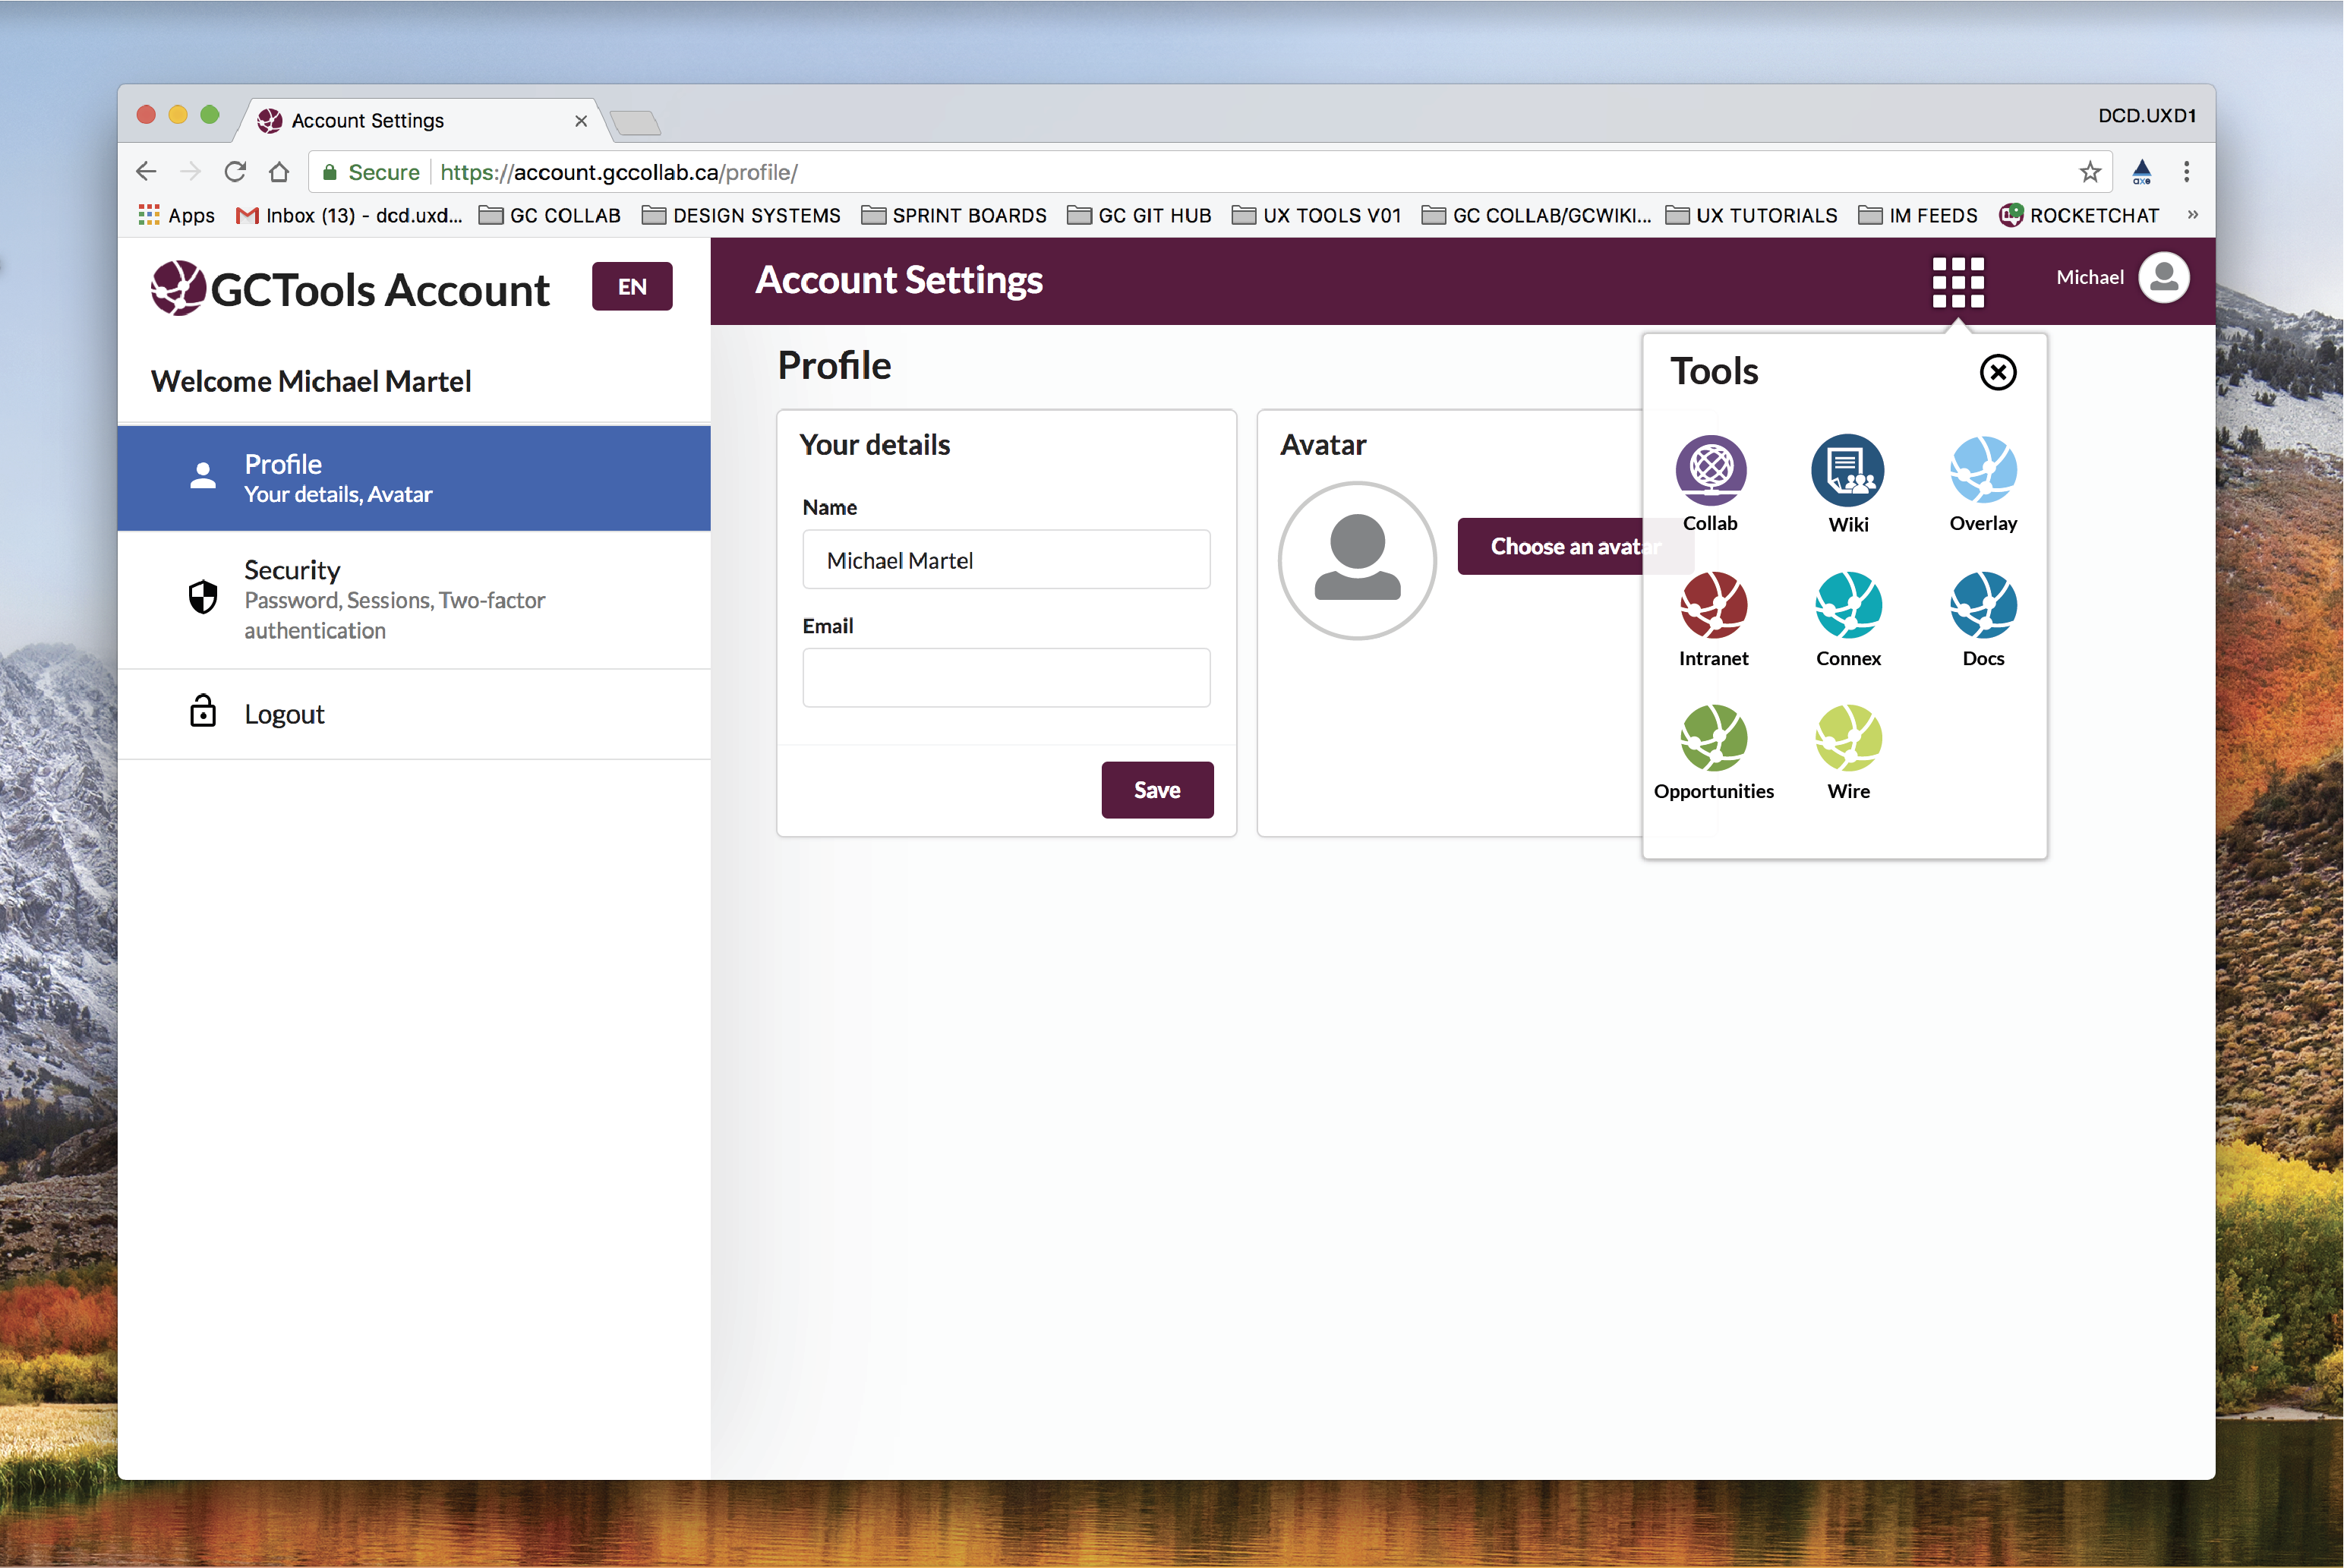 Account Settings
DCD.UXD1
Secure
https://account.gccollab.ca/profile/
axe
Apps
Inbox (13) - dcd.uxd...
GC COLLAB
DESIGN SYSTEMS
SPRINT BOARDS
GC GIT HUB
UX TOOLS V01
GC COLLAB/GCWIKI...
UX TUTORIALS
IM FEEDS
ROCKETCHAT
»
GCTools Account
EN
Welcome Michael Martel
Profile
Your details, Avatar
Security
Password, Sessions, Two-factor
authentication
Logout
Account Settings
Michael
Profile
Your details
Name
Michael Martel
Email
Save
Avatar
Choose an avatar
Tools
Collab
Wiki
Overlay
Intranet
Connex
Docs
Opportunities
Wire